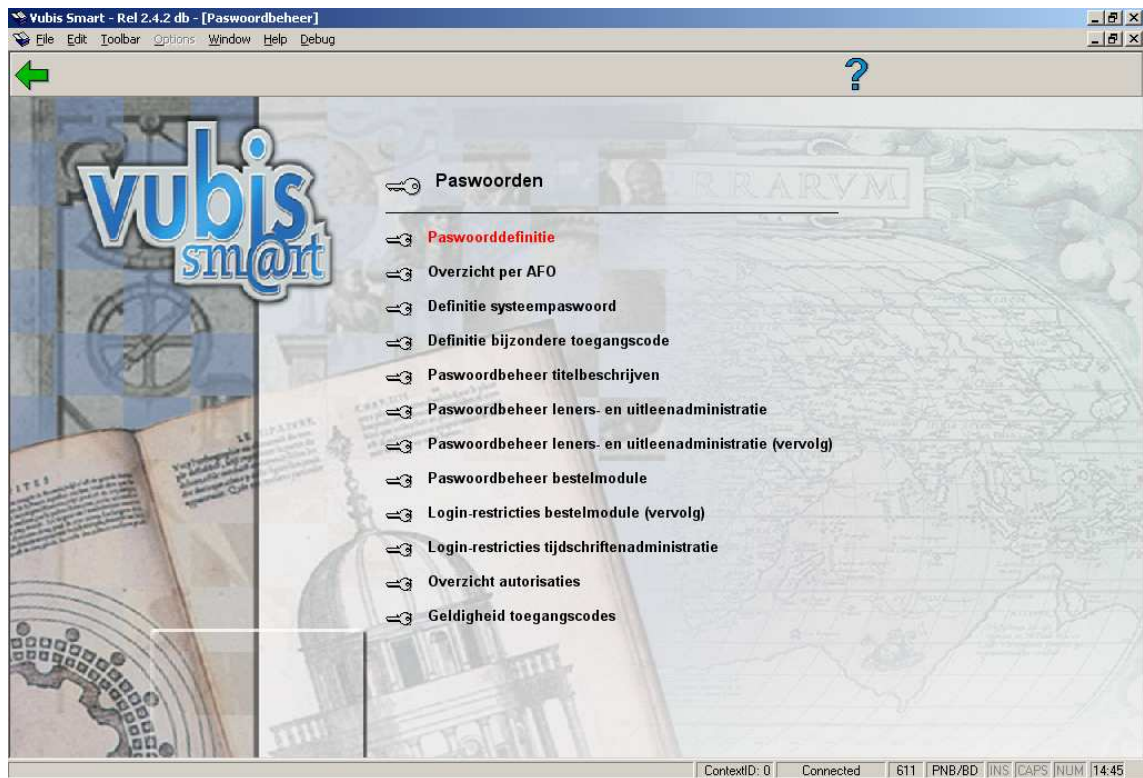 Vubis Smart - Rel 2.4.2 db - [Paswoordbeheer]
File Edit Toolbar Options Window Help Debug
?
vubis
sm@rt
RRARVM
Paswoorden
Paswoorddefinitie
Overzicht per AFO
Definitie systeempaswoord
Definitie bijzondere toegangscode
Paswoordbeheer titelbeschrijven
Paswoordbeheer leners- en uitleenadministratie
Paswoordbeheer leners- en uitleenadministratie (vervolg)
Paswoordbeheer bestelmodule
Login-restricties bestelmodule (vervolg)
Login-restricties tijdschriftenadministratie
Overzicht autorisaties
Geldigheid toegangscodes
ContextID: 0 Connected 611 PNB/BD INS CAPS NUM 14:45